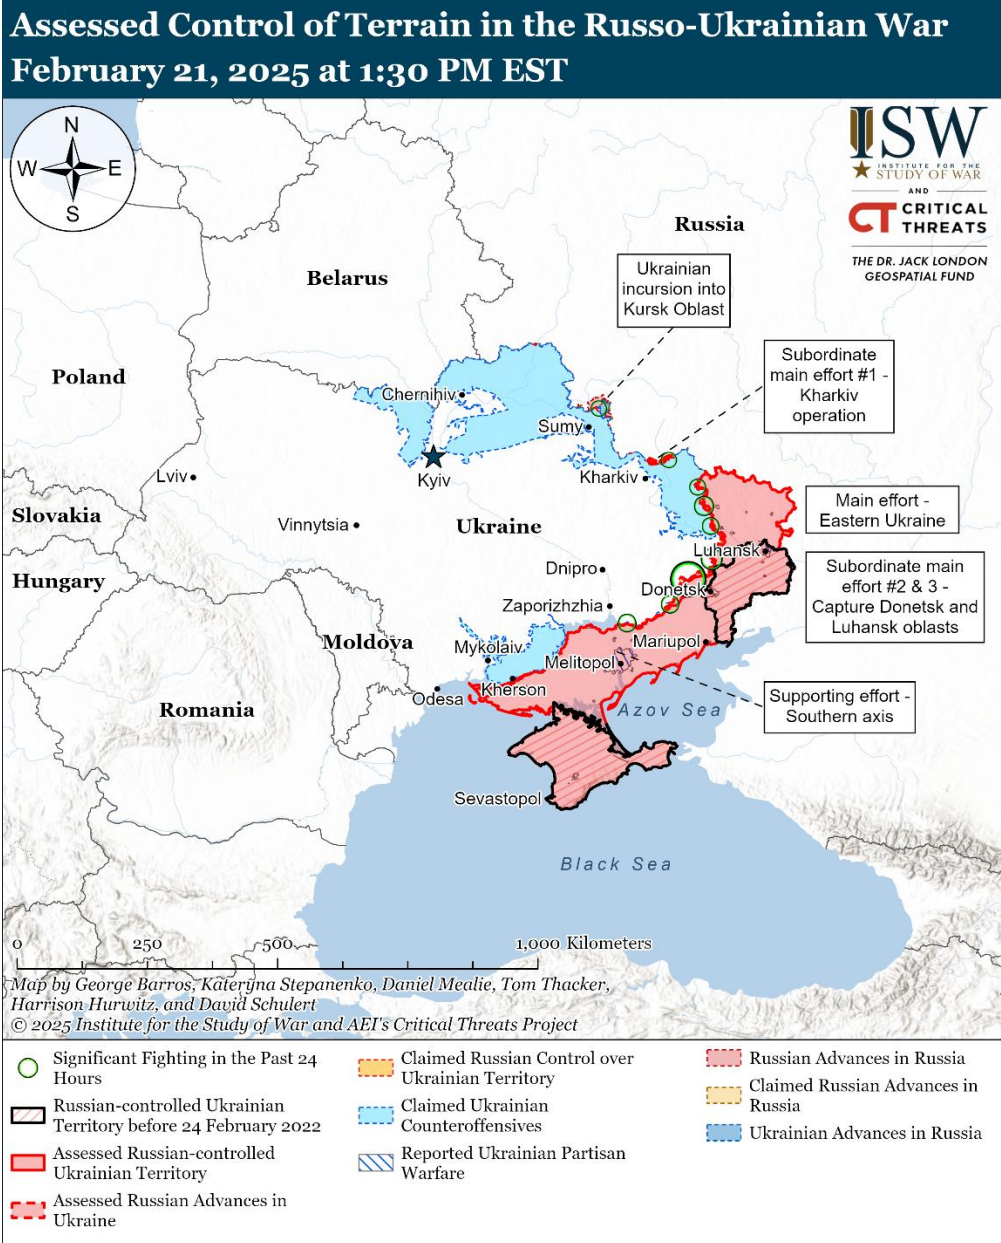 Assessed Control of Terrain in the Russo-Ukrainian War
February 21, 2025 at 1:30 PM EST
N
W
E
S
ISW
INSTITUTE FOR THE
STUDY OF WAR
AND
CT CRITICAL
THREATS
THE DR. JACK LONDON
GEOSPATIAL FUND
Russia
Belarus
Ukrainian
incursion into
Kursk Oblast
Subordinate
main effort #1 -
Kharkiv
operation
Poland
Chernihiv
Sumy
Kyiv
Kharkiv
Lviv
Main effort -
Eastern Ukraine
Slovakia
Vinnytsia
Ukraine
Luhansk
Hungary
Dnipro
Donetsk
Subordinate main
effort #2 & 3 -
Capture Donetsk and
Luhansk oblasts
Zaporizhzhia
Moldova
Mykolaiv
Mariupol
Melitopol
Odesa
Kherson
Supporting effort -
Southern axis
Romania
Azov Sea
Sevastopol
Black Sea
0
250
500
1,000 Kilometers
Map by George Barros, Kateryna Stepanenko, Daniel Mealie, Tom Thacker,
Harrison Hurwitz, and David Schulert
© 2025 Institute for the Study of War and AEI's Critical Threats Project
Significant Fighting in the Past 24
Hours
Russian-controlled Ukrainian
Territory before 24 February 2022
Assessed Russian-controlled
Ukrainian Territory
Assessed Russian Advances in
Ukraine
Claimed Russian Control over
Ukrainian Territory
Claimed Ukrainian
Counteroffensives
Reported Ukrainian Partisan
Warfare
Russian Advances in Russia
Claimed Russian Advances in
Russia
Ukrainian Advances in Russia